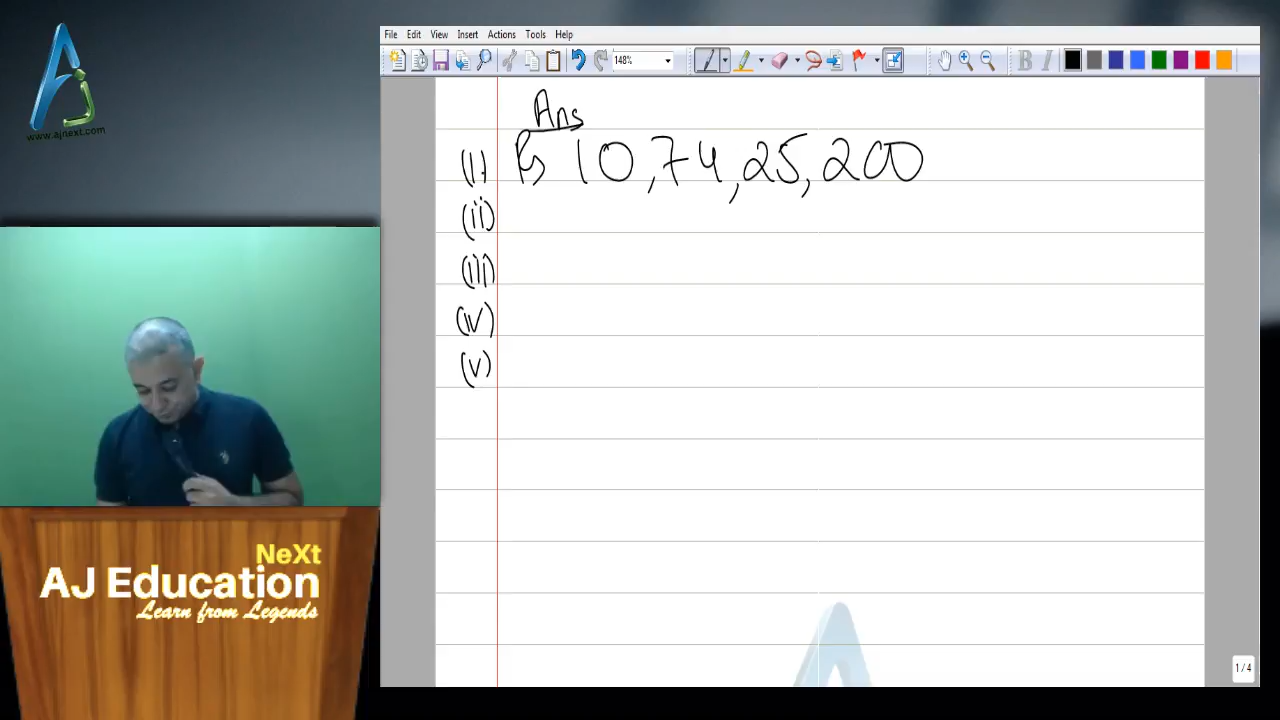 www.ajnext.com
File Edit View Insert Actions Tools Help
148%
B I
Ans
(i) Rs 10,74,25,200
(ii)
(iii)
(iv)
(v)
1/4
NeXt
AJ Education
Learn from Legends